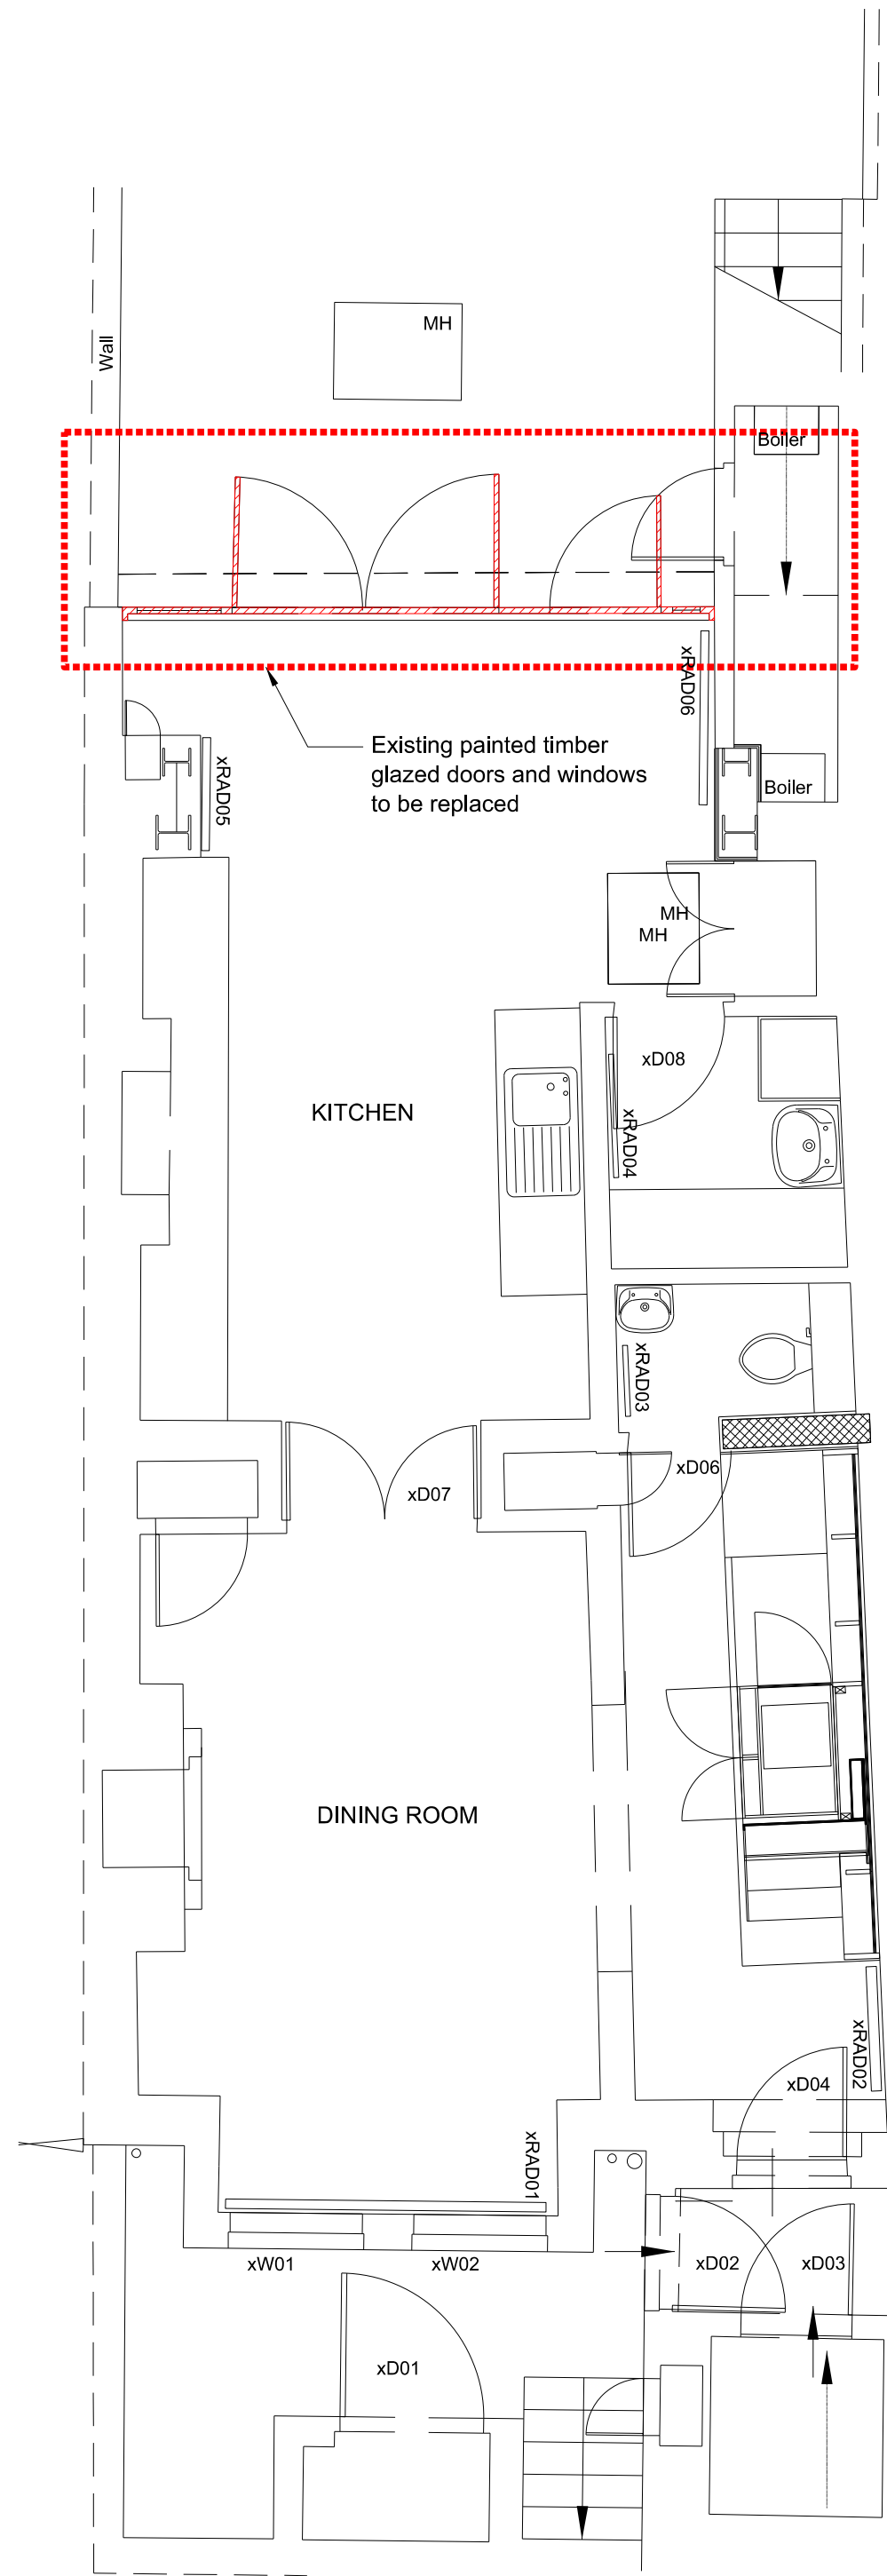 MH
Wall
Boiler
xRAD06
Existing painted timber
glazed doors and windows
to be replaced
xRAD05
Boiler
MH
MH
xD08
KITCHEN
xRAD04
xRAD03
xD06
xD07
DINING ROOM
xRAD02
xD04
xRAD01
xW01
xW02
xD02
xD03
xD01